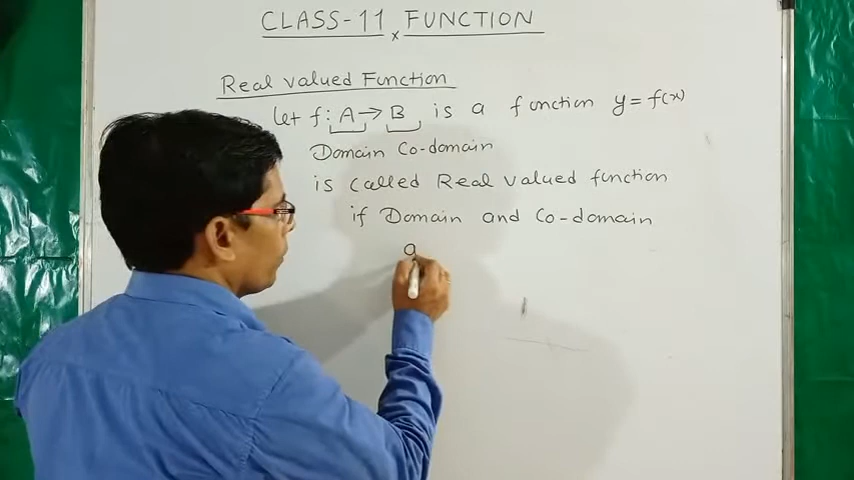 CLASS-11 FUNCTION
x
Real valued Function
let f: A → B is a function y = f(x)
Domain Co-domain
is called Real valued function
if Domain and Co-domain
a